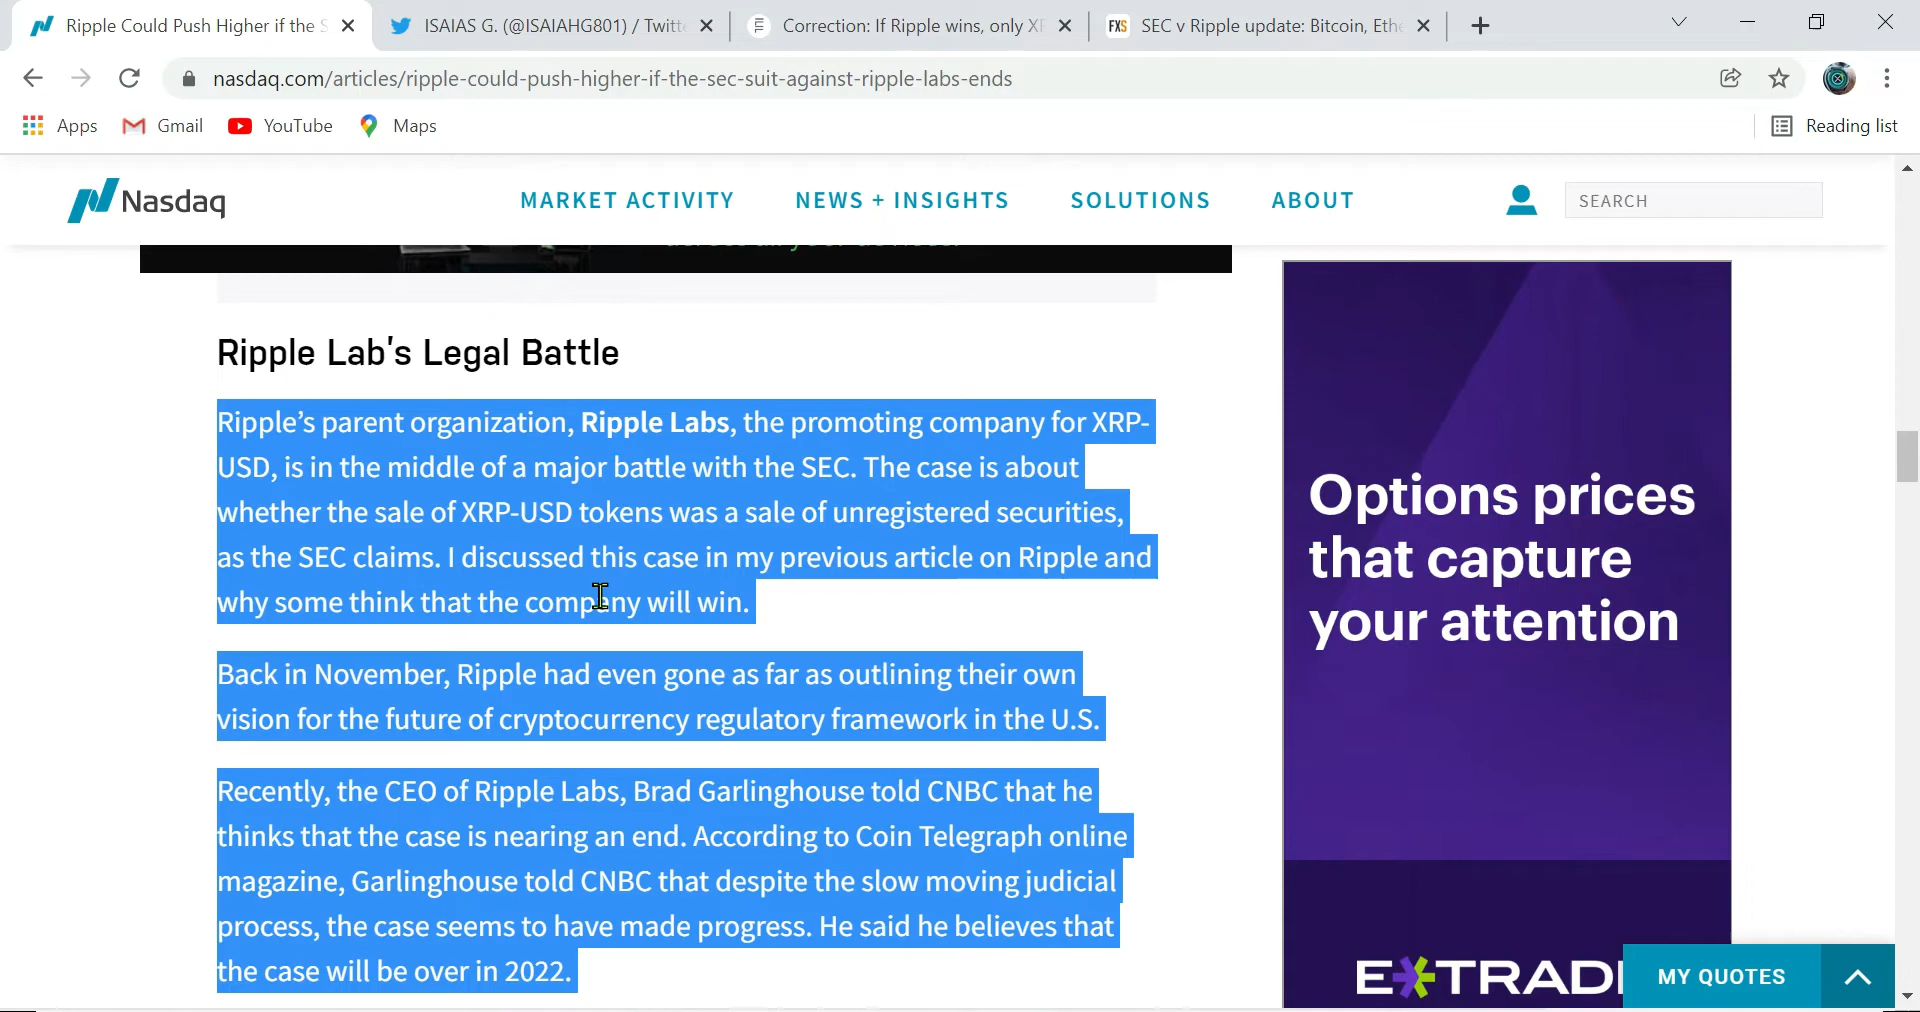 Ripple Could Push Higher if the S
ISAIAS G. (@ISAIAHG801) / Twitte
Correction: If Ripple wins, only XR
FXS
SEC v Ripple update: Bitcoin, Ethe
nasdaq.com/articles/ripple-could-push-higher-if-the-sec-suit-against-ripple-labs-ends
Apps
Gmail
YouTube
Maps
Reading list
Nasdaq
MARKET ACTIVITY
NEWS + INSIGHTS
SOLUTIONS
ABOUT
SEARCH
Ripple Lab's Legal Battle
Ripple’s parent organization, Ripple Labs, the promoting company for XRP-
USD, is in the middle of a major battle with the SEC. The case is about
whether the sale of XRP-USD tokens was a sale of unregistered securities,
as the SEC claims. I discussed this case in my previous article on Ripple and
why some think that the company will win.
Back in November, Ripple had even gone as far as outlining their own
vision for the future of cryptocurrency regulatory framework in the U.S.
Recently, the CEO of Ripple Labs, Brad Garlinghouse told CNBC that he
thinks that the case is nearing an end. According to Coin Telegraph online
magazine, Garlinghouse told CNBC that despite the slow moving judicial
process, the case seems to have made progress. He said he believes that
the case will be over in 2022.
Options prices
that capture
your attention
E*TRAD
MY QUOTES